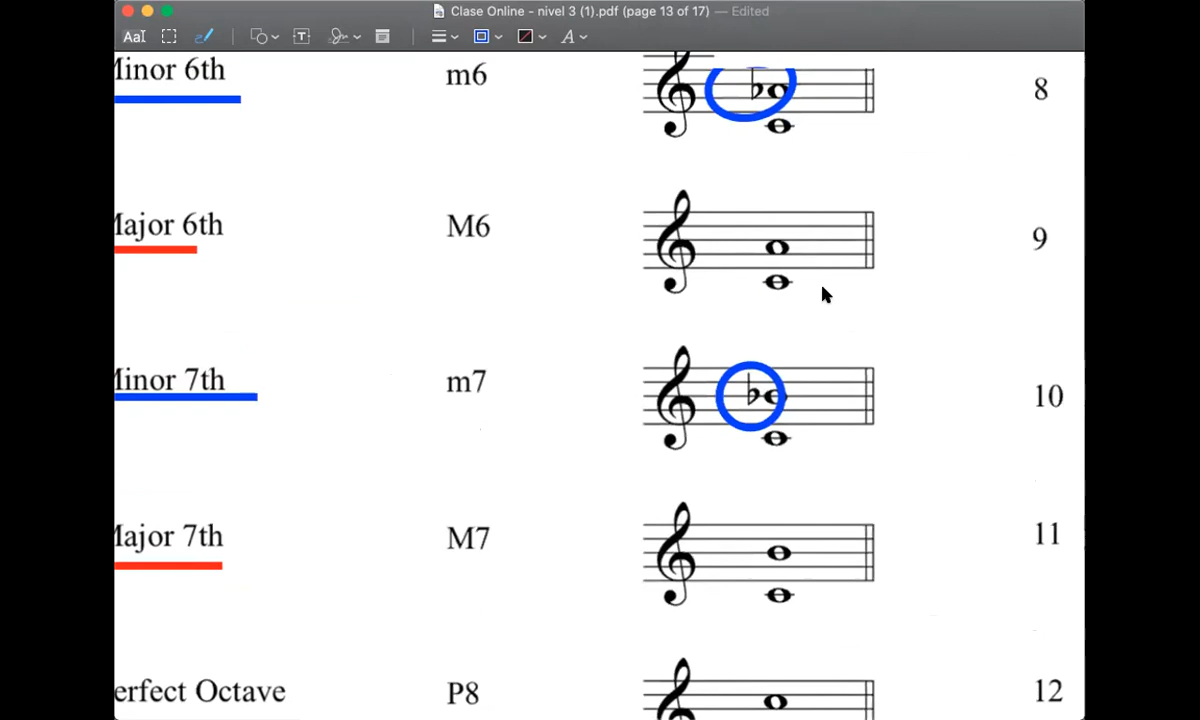 Clase Online - nivel 3 (1).pdf (page 13 of 17) — Edited
AaI T A
Minor 6th m6 8
Major 6th M6 9
Minor 7th m7 10
Major 7th M7 11
erfect Octave P8 12